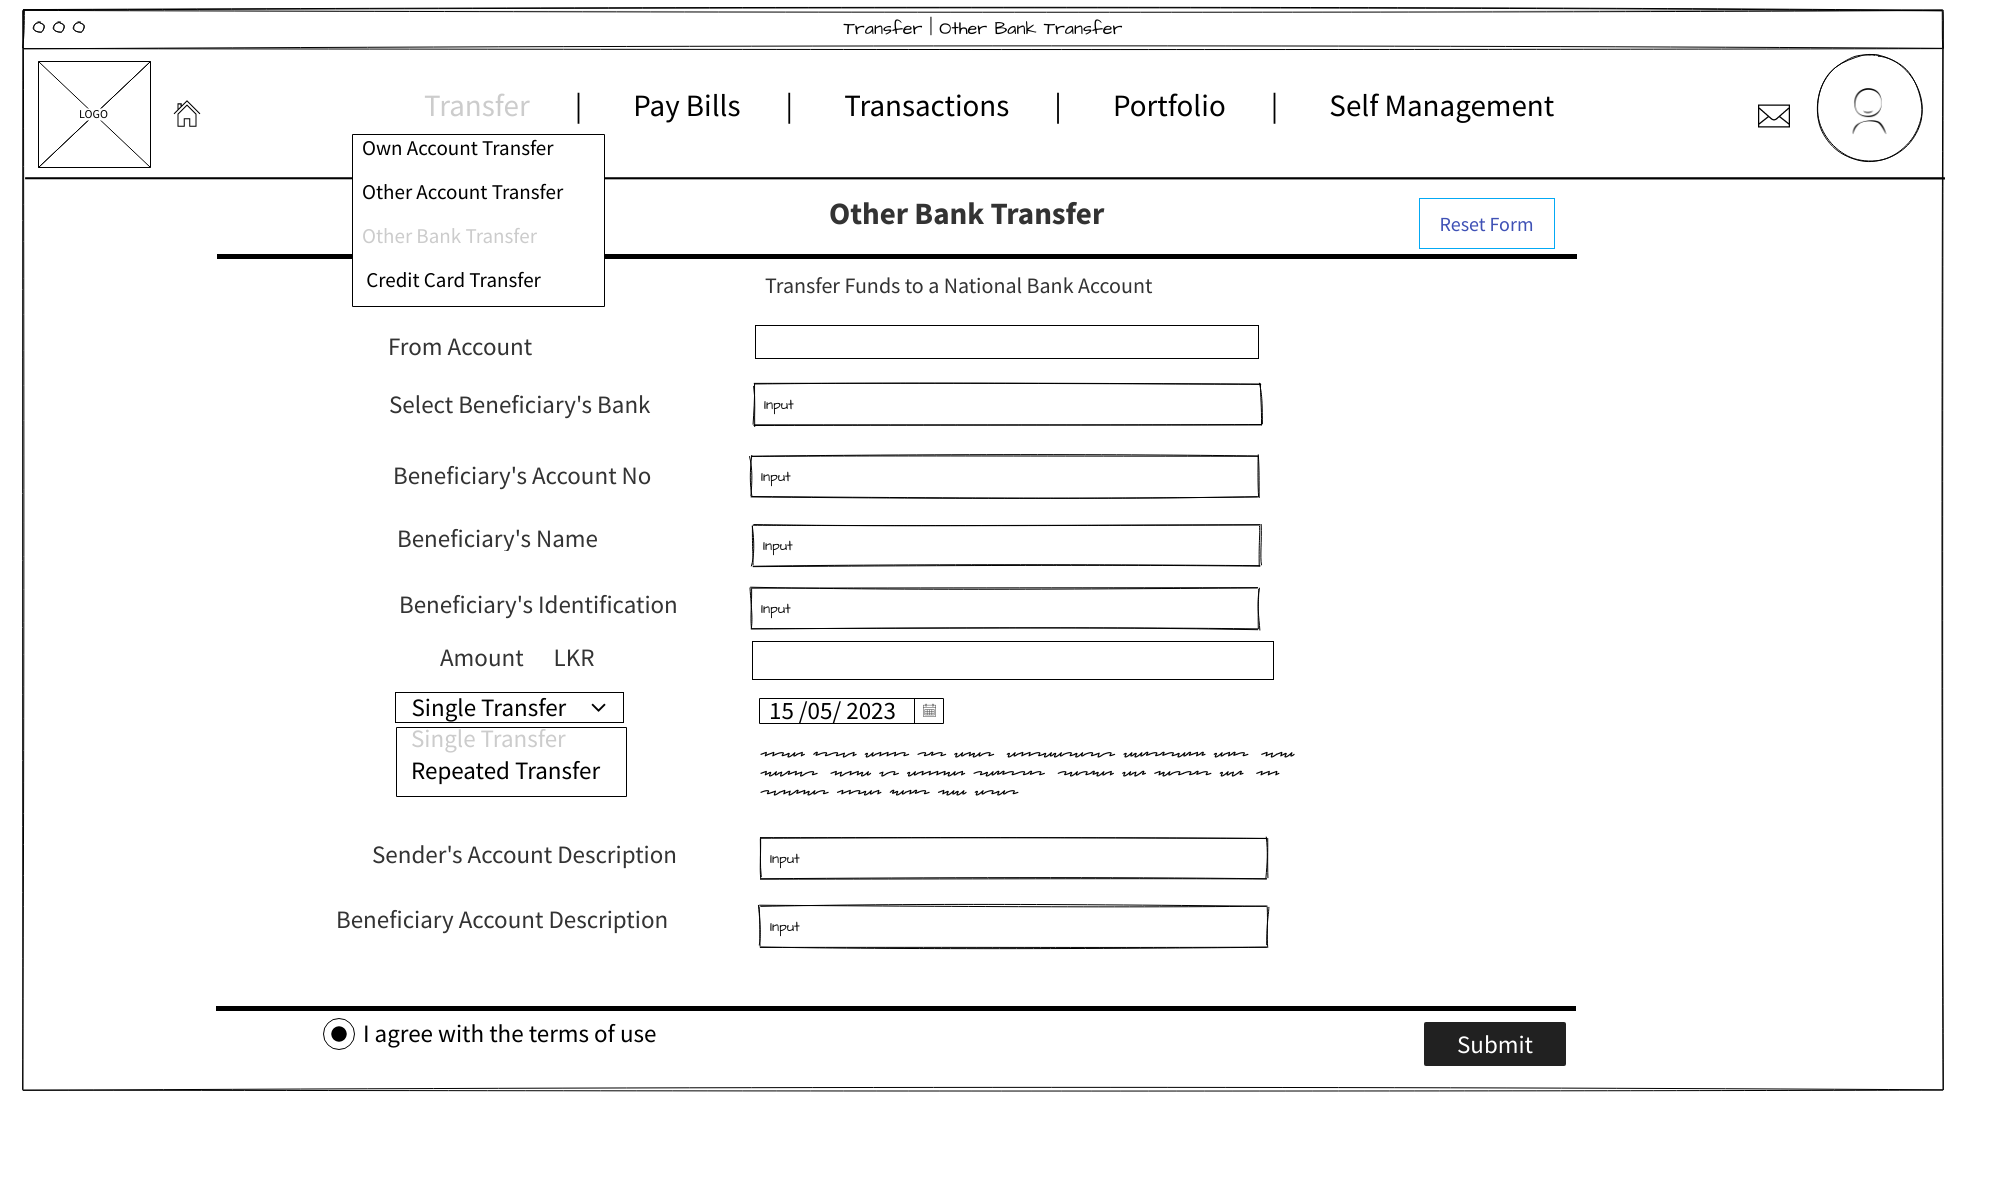 Transfer | Other Bank Transfer
LOGO
Transfer | Pay Bills | Transactions | Portfolio | Self Management
Own Account Transfer
Other Account Transfer
Other Bank Transfer
Credit Card Transfer
Other Bank Transfer
Reset Form
Transfer Funds to a National Bank Account
From Account
Select Beneficiary's Bank
Input
Beneficiary's Account No
Input
Beneficiary's Name
Input
Beneficiary's Identification
Input
Amount LKR
Single Transfer
15 /05/ 2023
Single Transfer
Repeated Transfer
Sender's Account Description
Input
Beneficiary Account Description
Input
I agree with the terms of use
Submit